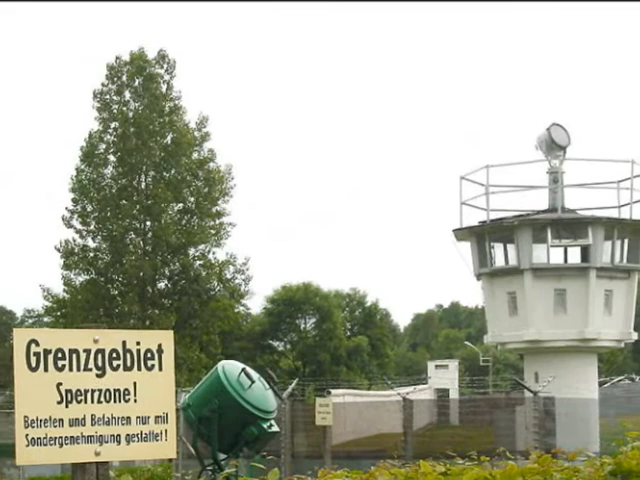 Grenzgebiet
Sperrzone!
Betreten und Befahren nur mit
Sondergenehmigung gestattet!